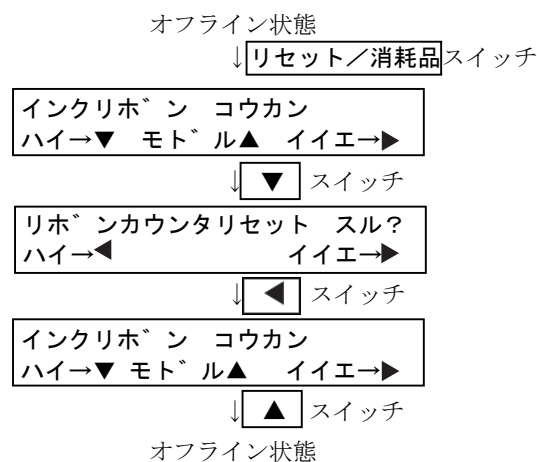 オフライン状態
↓リセット／消耗品スイッチ
インクリホ゛ン　コウカン
ハイ→▼　モト゛ル▲　イイエ→▶
↓▼ スイッチ
リホ゛ンカウンタリセット　スル？
ハイ→◀　イイエ→▶
↓◀ スイッチ
インクリホ゛ン　コウカン
ハイ→▼ モト゛ル▲　イイエ→▶
↓▲ スイッチ
オフライン状態